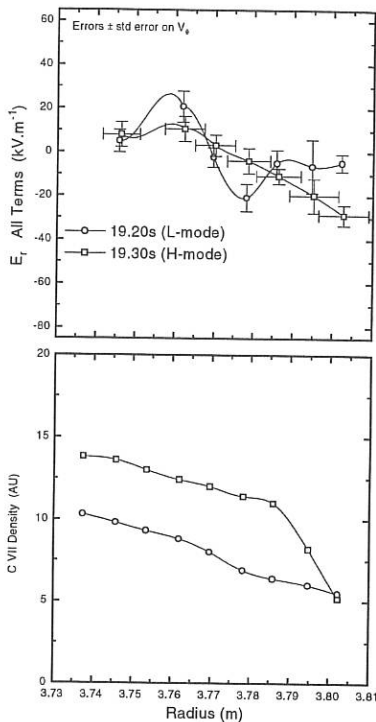 Errors ± std error on Vϕ
60
40
20
0
-20
-40
-60
-80
Er All Terms (kV.m⁻¹)
19.20s (L-mode)
19.30s (H-mode)
20
15
10
5
0
C VII Density (AU)
3.73 3.74 3.75 3.76 3.77 3.78 3.79 3.80 3.81
Radius (m)